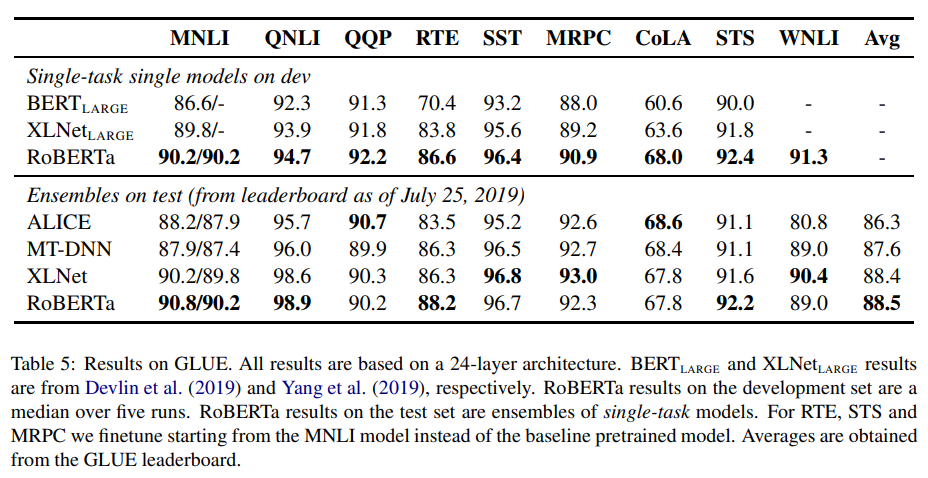 MNLI QNLI QQP RTE SST MRPC CoLA STS WNLI Avg
Single-task single models on dev
BERTLARGE 86.6/- 92.3 91.3 70.4 93.2 88.0 60.6 90.0 - -
XLNetLARGE 89.8/- 93.9 91.8 83.8 95.6 89.2 63.6 91.8 - -
RoBERTa 90.2/90.2 94.7 92.2 86.6 96.4 90.9 68.0 92.4 91.3 -
Ensembles on test (from leaderboard as of July 25, 2019)
ALICE 88.2/87.9 95.7 90.7 83.5 95.2 92.6 68.6 91.1 80.8 86.3
MT-DNN 87.9/87.4 96.0 89.9 86.3 96.5 92.7 68.4 91.1 89.0 87.6
XLNet 90.2/89.8 98.6 90.3 86.3 96.8 93.0 67.8 91.6 90.4 88.4
RoBERTa 90.8/90.2 98.9 90.2 88.2 96.7 92.3 67.8 92.2 89.0 88.5
Table 5: Results on GLUE. All results are based on a 24-layer architecture. BERTLARGE and XLNetLARGE results
are from Devlin et al. (2019) and Yang et al. (2019), respectively. RoBERTa results on the development set are a
median over five runs. RoBERTa results on the test set are ensembles of single-task models. For RTE, STS and
MRPC we finetune starting from the MNLI model instead of the baseline pretrained model. Averages are obtained
from the GLUE leaderboard.